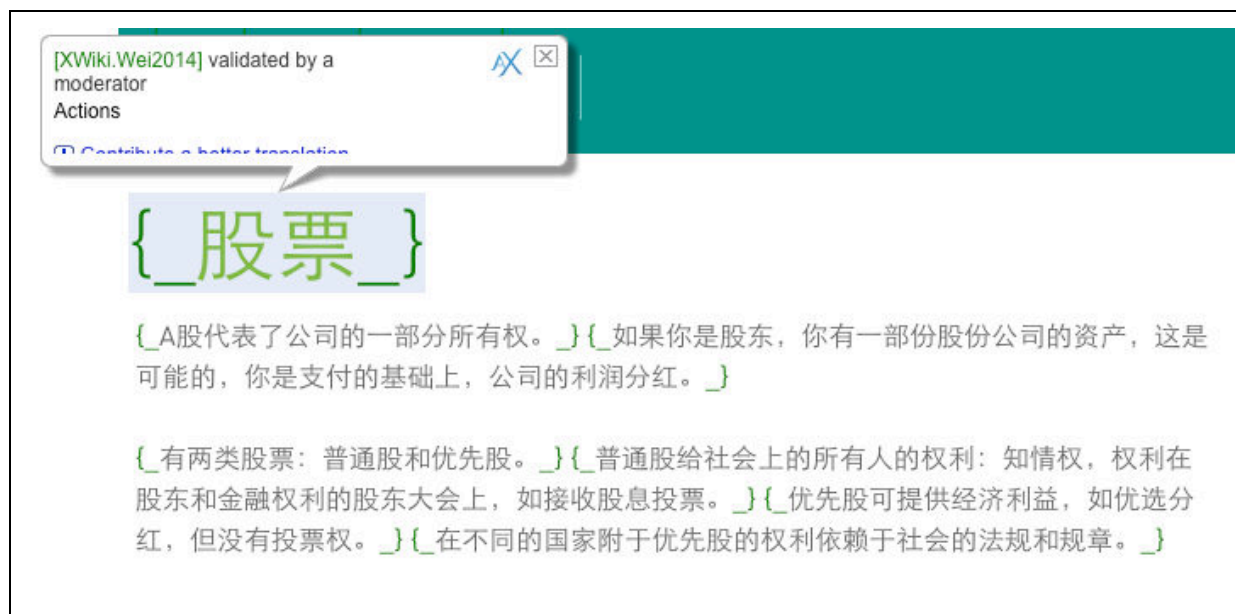 [XWiki.Wei2014] validated by a
moderator
Actions
Contribute a better translation
{_股票_}
{_A股代表了公司的一部分所有权。_}{_如果你是股东，你有一部份股份公司的资产，这是
可能的，你是支付的基础上，公司的利润分红。_}
{_有两类股票：普通股和优先股。_}{_普通股给社会上的所有人的权利：知情权，权利在
股东和金融权利的股东大会上，如接收股息投票。_}{_优先股可提供经济利益，如优选分
红，但没有投票权。_}{_在不同的国家附于优先股的权利依赖于社会的法规和规章。_}